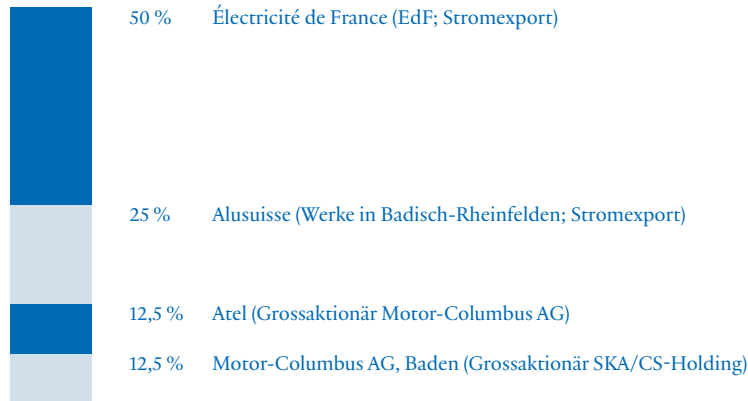 50 % Électricité de France (EdF; Stromexport)
25 % Alusuisse (Werke in Badisch-Rheinfelden; Stromexport)
12,5 % Atel (Grossaktionär Motor-Columbus AG)
12,5 % Motor-Columbus AG, Baden (Grossaktionär SKA/CS-Holding)